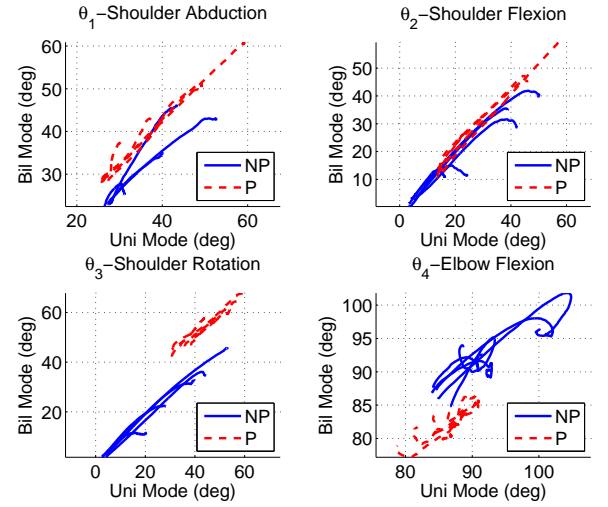 θ1-Shoulder Abduction
60
50
40
30
Bil Mode (deg)
NP
P
20 40 60
Uni Mode (deg)
θ2-Shoulder Flexion
50
40
30
20
10
Bil Mode (deg)
NP
P
0 20 40 60
Uni Mode (deg)
θ3-Shoulder Rotation
60
40
20
Bil Mode (deg)
NP
P
0 20 40 60
Uni Mode (deg)
θ4-Elbow Flexion
100
95
90
85
80
Bil Mode (deg)
NP
P
80 90 100
Uni Mode (deg)